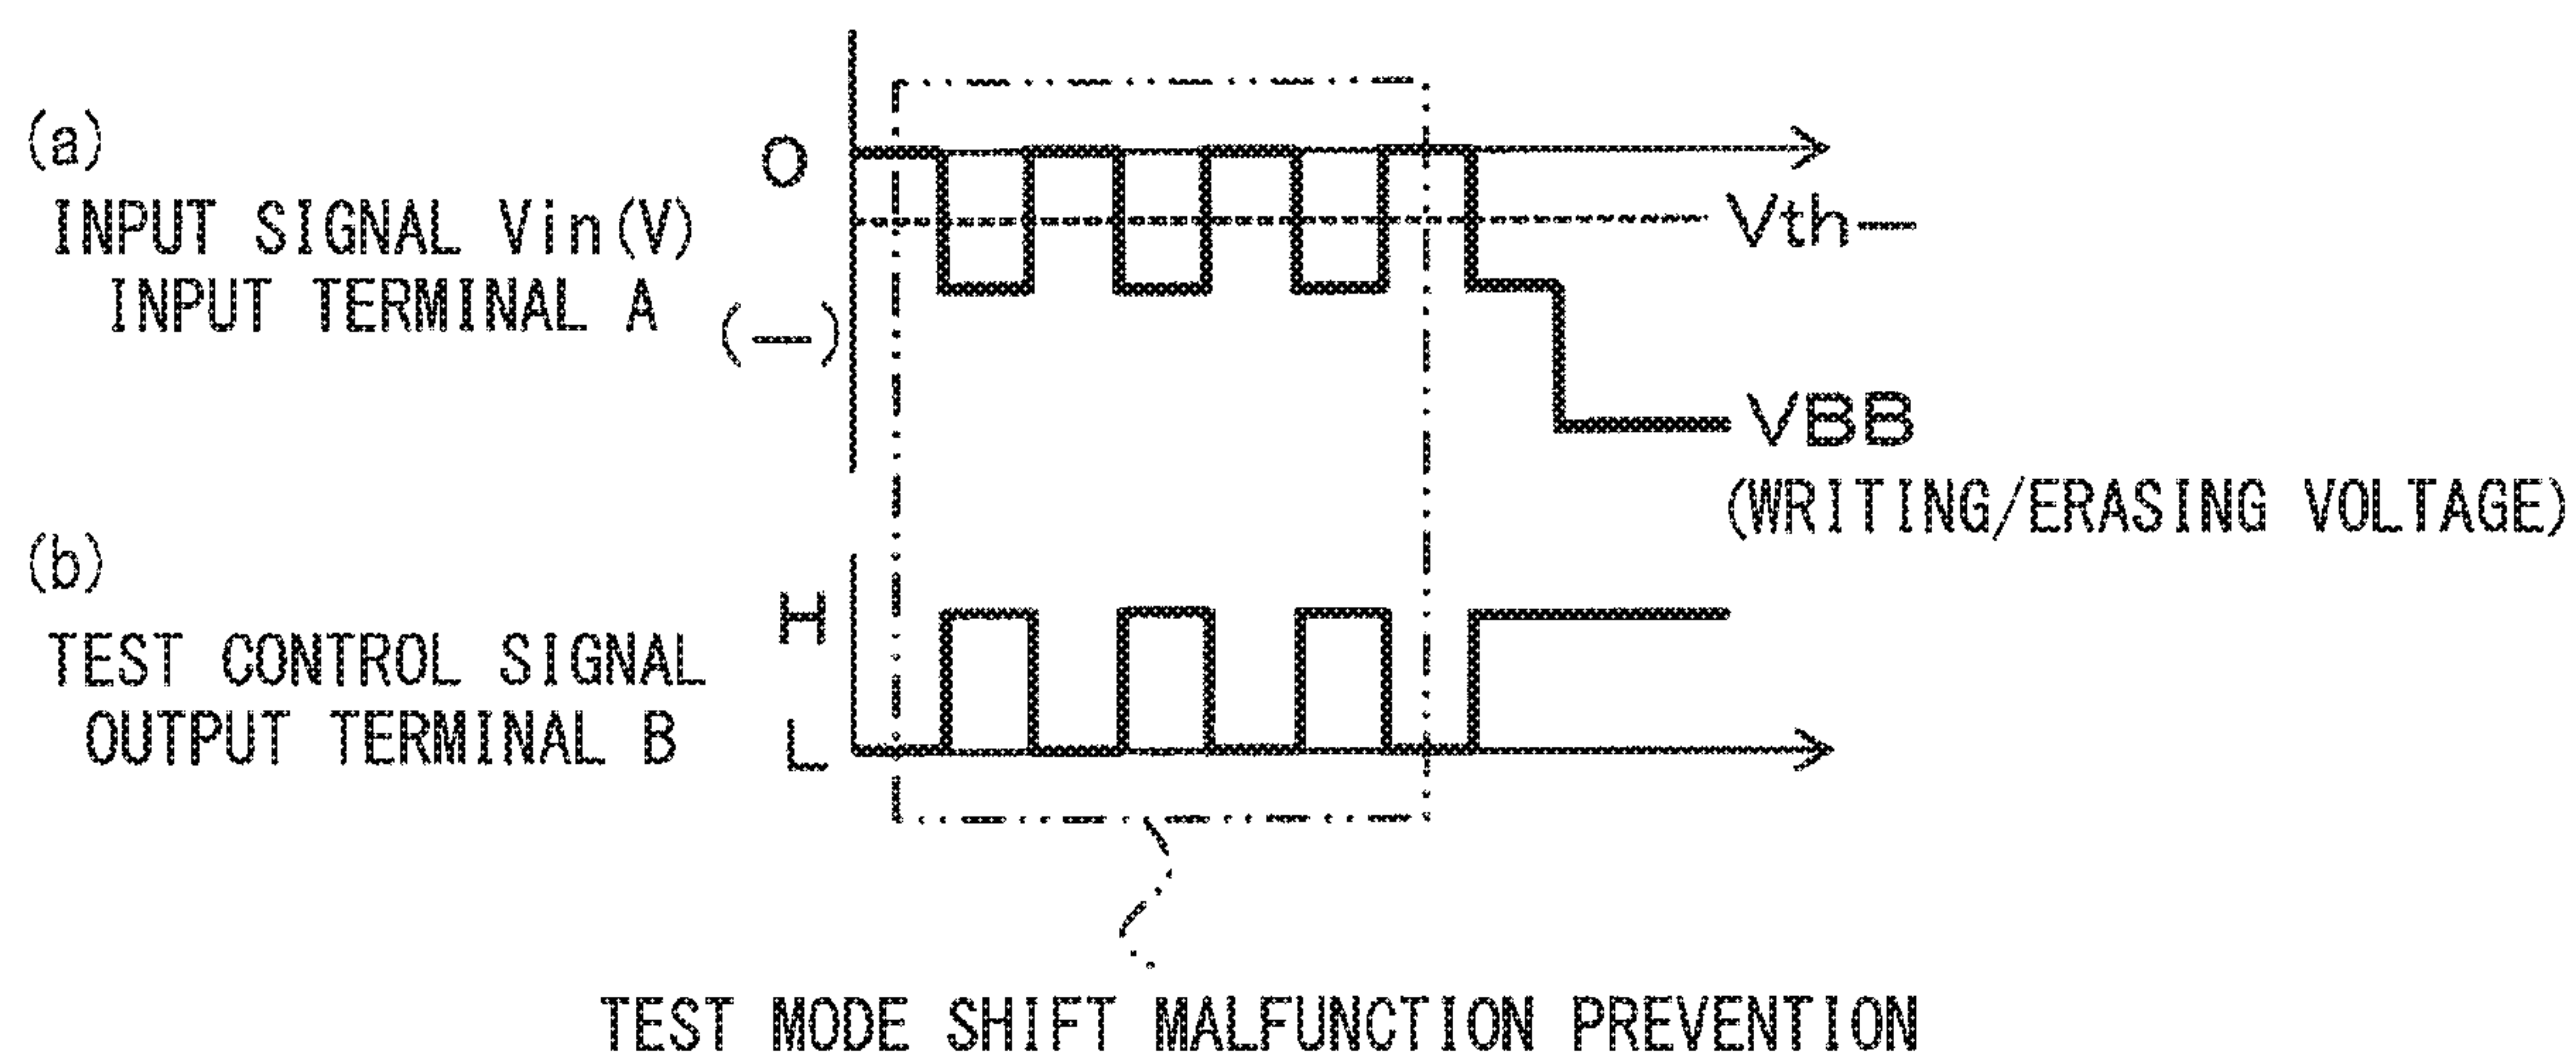 (a)
INPUT SIGNAL Vin(V)
INPUT TERMINAL A
0
(—)
Vth—
VBB
(WRITING/ERASING VOLTAGE)
(b)
TEST CONTROL SIGNAL
OUTPUT TERMINAL B
H
L
TEST MODE SHIFT MALFUNCTION PREVENTION